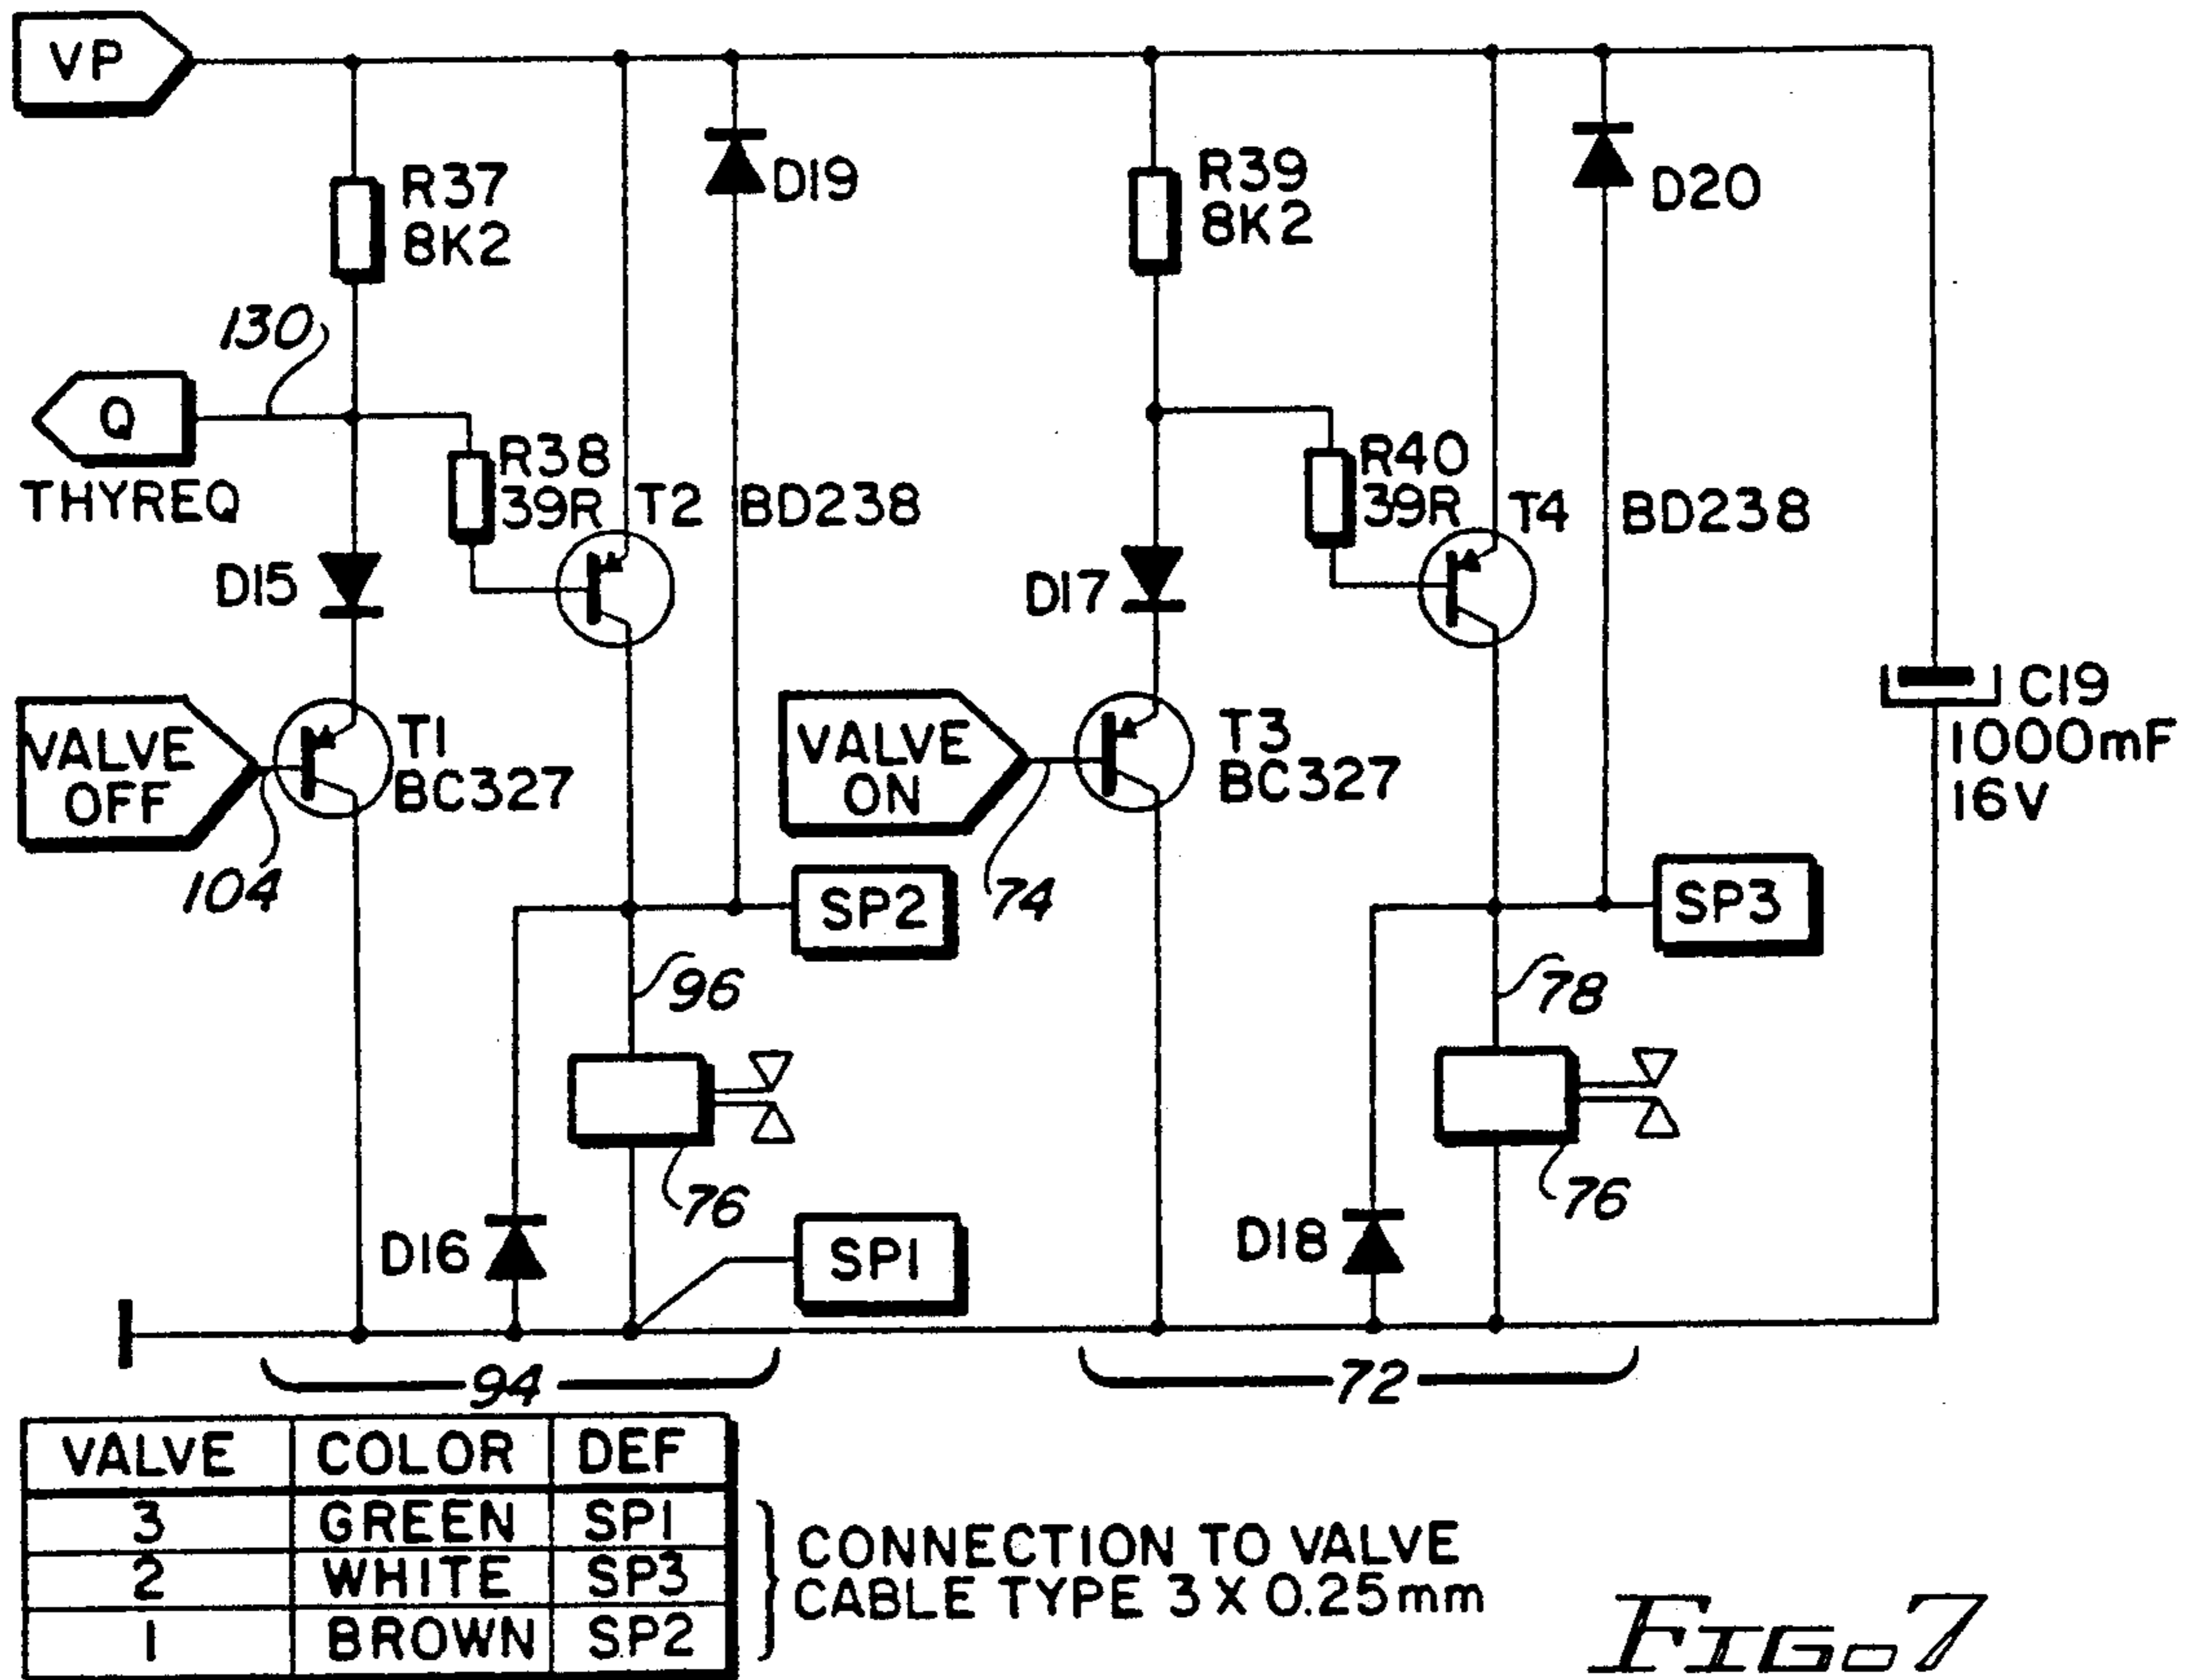 VP
R37
8K2
D19
R39
8K2
D20
130
Q
THYREQ
R38
39R
T2
BD238
R40
39R
T4
BD238
D15
D17
VALVE
OFF
T1
BC327
VALVE
ON
T3
BC327
C19
1000mF
16V
104
74
SP2
SP3
96
78
76
76
D16
SP1
D18
94
72
VALVE COLOR DEF
3 GREEN SP1
2 WHITE SP3
1 BROWN SP2
CONNECTION TO VALVE
CABLE TYPE 3 X 0.25mm
FIG. 7